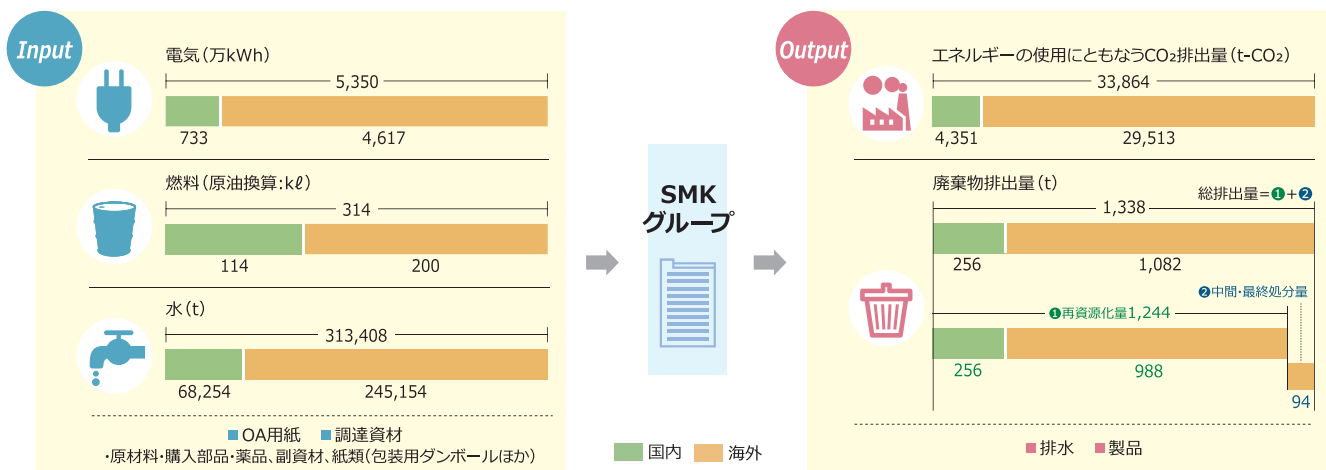 Input
電気(万kWh)
5,350
733
4,617
燃料(原油換算:kℓ)
314
114
200
水(t)
313,408
68,254
245,154
■OA用紙 ■調達資材
・原材料・購入部品・薬品、副資材、紙類(包装用ダンボールほか)
SMK
グループ
国内 海外
Output
エネルギーの使用にともなうCO₂排出量(t-CO₂)
33,864
4,351
29,513
廃棄物排出量(t)
総排出量=❶+❷
1,338
256
1,082
❷中間・最終処分量
❶再資源化量1,244
256
988
94
■排水 ■製品